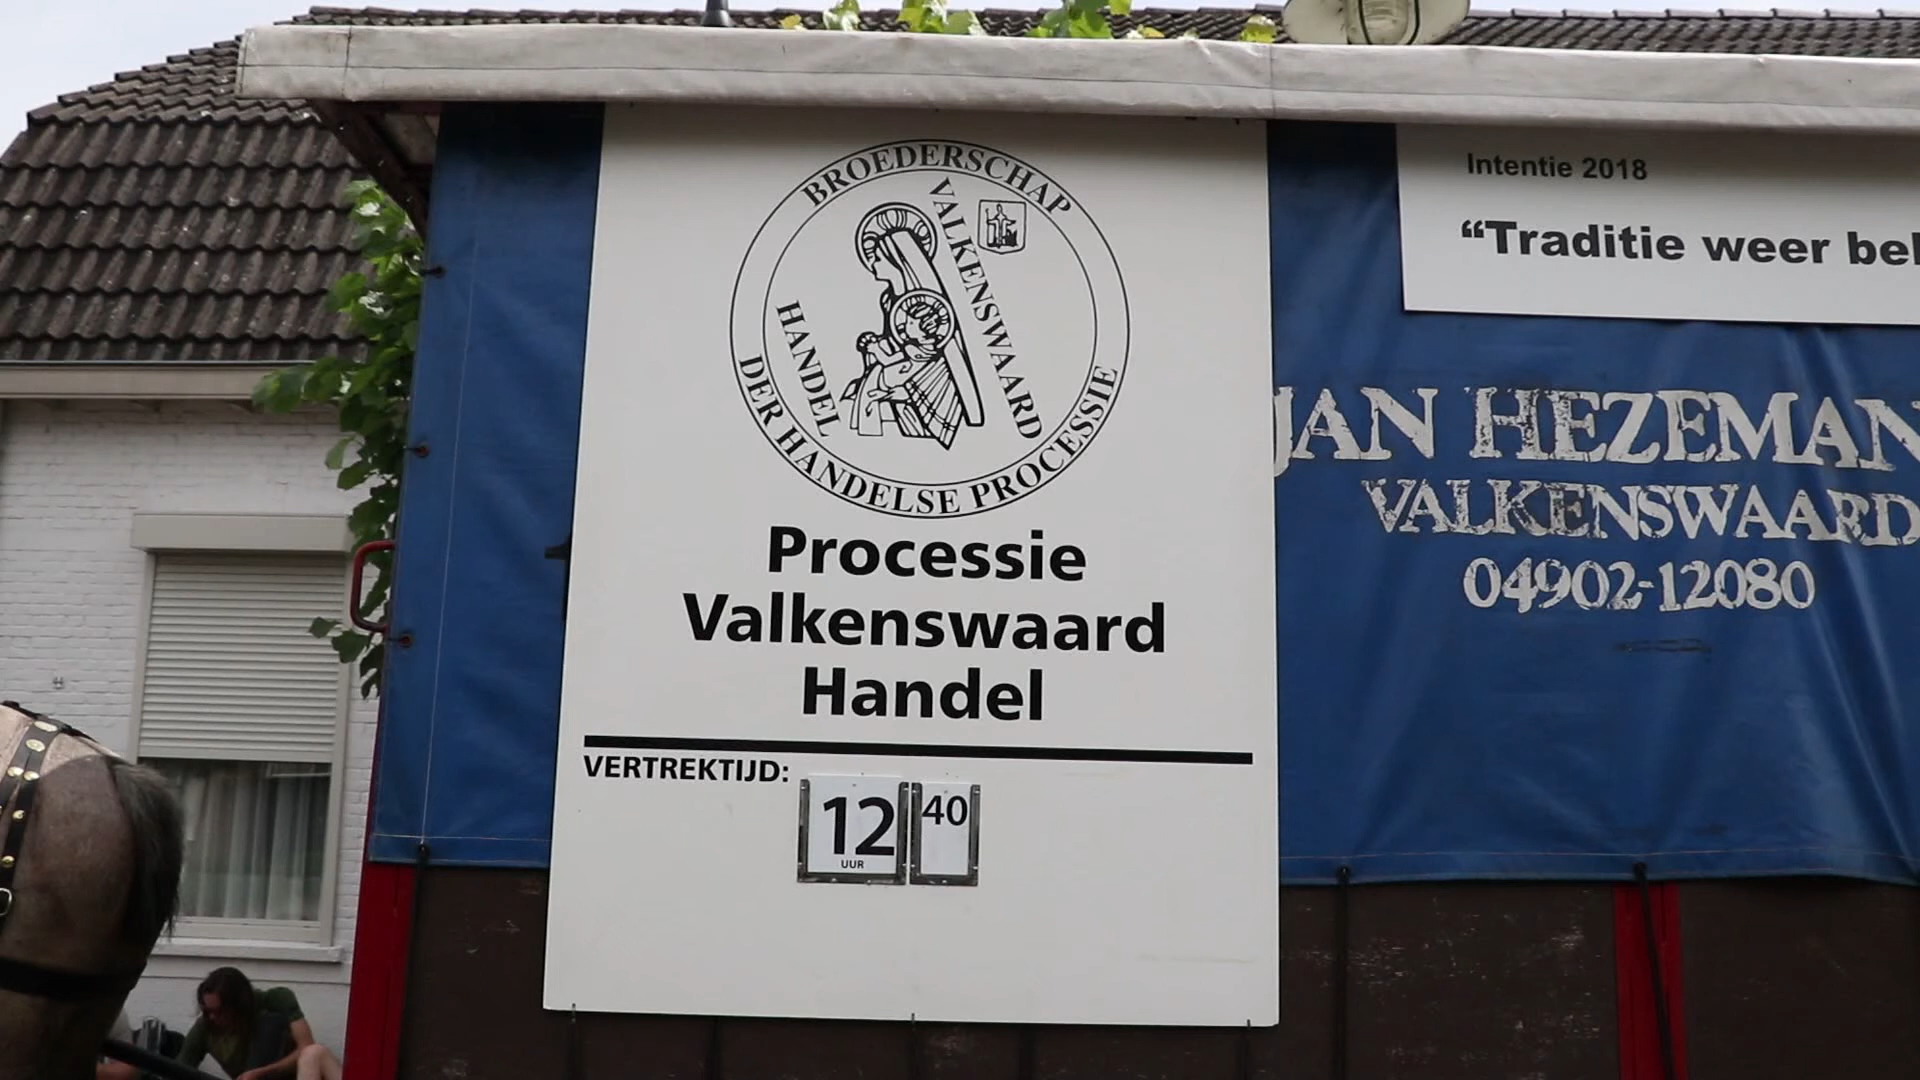 BROEDERSCHAP
DER HANDELSE PROCESSIE
HANDEL
VALKENSWAARD
Processie
Valkenswaard
Handel
VERTREKTIJD:
12 40
UUR
Intentie 2018
“Traditie weer
JAN HEZEMAN
VALKENSWAARD
04902-12080